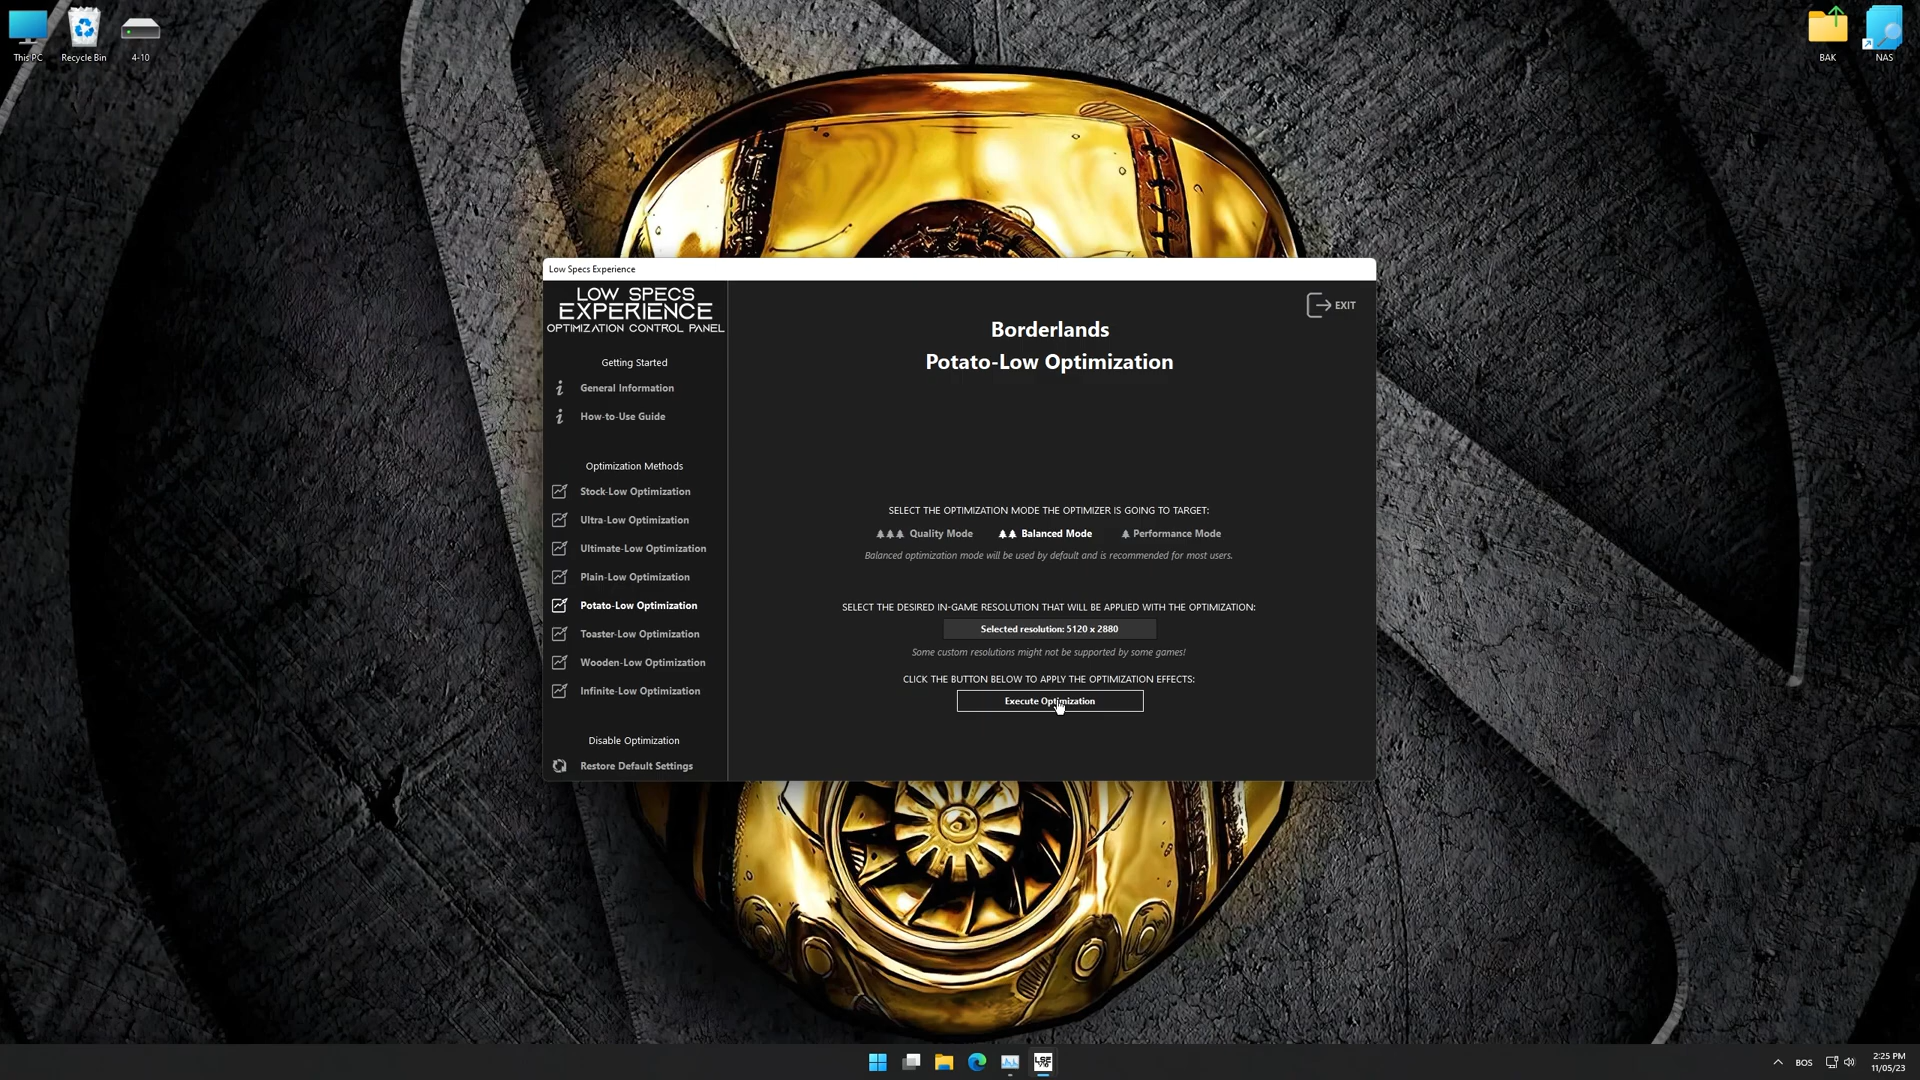 This PC
Recycle Bin
4-10
BAK
NAS
Low Specs Experience
LOW SPECS
EXPERIENCE
OPTIMIZATION CONTROL PANEL
Getting Started
General Information
How-to-Use Guide
Optimization Methods
Stock-Low Optimization
Ultra-Low Optimization
Ultimate-Low Optimization
Plain-Low Optimization
Potato-Low Optimization
Toaster-Low Optimization
Wooden-Low Optimization
Infinite-Low Optimization
Disable Optimization
Restore Default Settings
EXIT
Borderlands
Potato-Low Optimization
SELECT THE OPTIMIZATION MODE THE OPTIMIZER IS GOING TO TARGET:
Quality Mode Balanced Mode Performance Mode
Balanced optimization mode will be used by default and is recommended for most users.
SELECT THE DESIRED IN-GAME RESOLUTION THAT WILL BE APPLIED WITH THE OPTIMIZATION:
Selected resolution: 5120 x 2880
Some custom resolutions might not be supported by some games!
CLICK THE BUTTON BELOW TO APPLY THE OPTIMIZATION EFFECTS:
Execute Optimization
LSE
BOS
2:25 PM
11/05/23